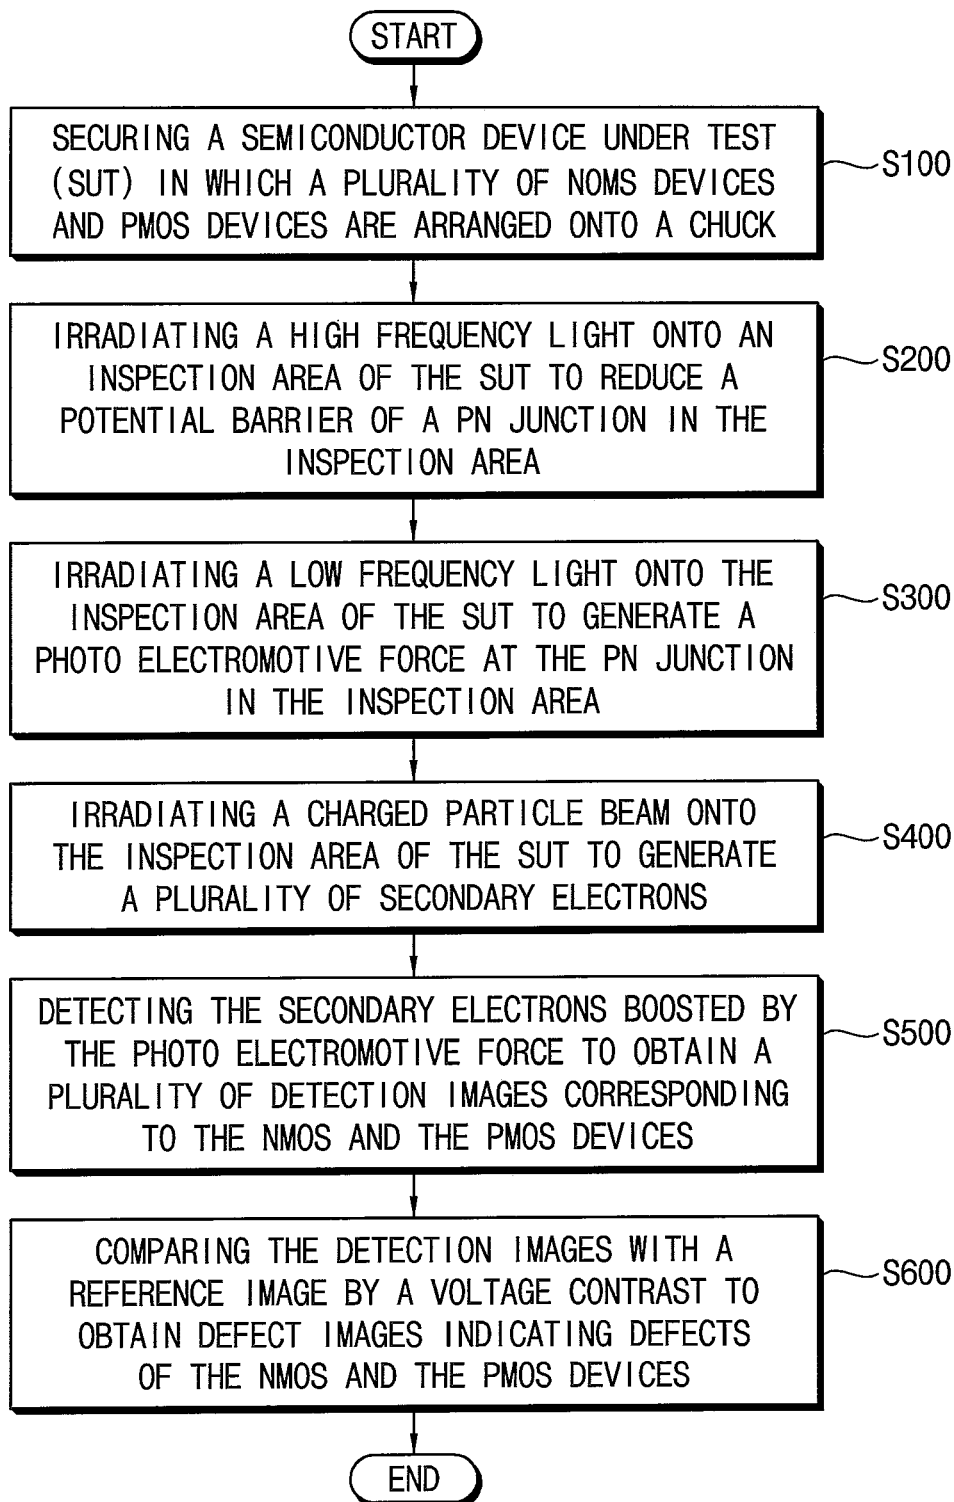 START
SECURING A SEMICONDUCTOR DEVICE UNDER TEST
(SUT) IN WHICH A PLURALITY OF NOMS DEVICES
AND PMOS DEVICES ARE ARRANGED ONTO A CHUCK
S100
IRRADIATING A HIGH FREQUENCY LIGHT ONTO AN
INSPECTION AREA OF THE SUT TO REDUCE A
POTENTIAL BARRIER OF A PN JUNCTION IN THE
INSPECTION AREA
S200
IRRADIATING A LOW FREQUENCY LIGHT ONTO THE
INSPECTION AREA OF THE SUT TO GENERATE A
PHOTO ELECTROMOTIVE FORCE AT THE PN JUNCTION
IN THE INSPECTION AREA
S300
IRRADIATING A CHARGED PARTICLE BEAM ONTO
THE INSPECTION AREA OF THE SUT TO GENERATE
A PLURALITY OF SECONDARY ELECTRONS
S400
DETECTING THE SECONDARY ELECTRONS BOOSTED BY
THE PHOTO ELECTROMOTIVE FORCE TO OBTAIN A
PLURALITY OF DETECTION IMAGES CORRESPONDING
TO THE NMOS AND THE PMOS DEVICES
S500
COMPARING THE DETECTION IMAGES WITH A
REFERENCE IMAGE BY A VOLTAGE CONTRAST TO
OBTAIN DEFECT IMAGES INDICATING DEFECTS
OF THE NMOS AND THE PMOS DEVICES
S600
END